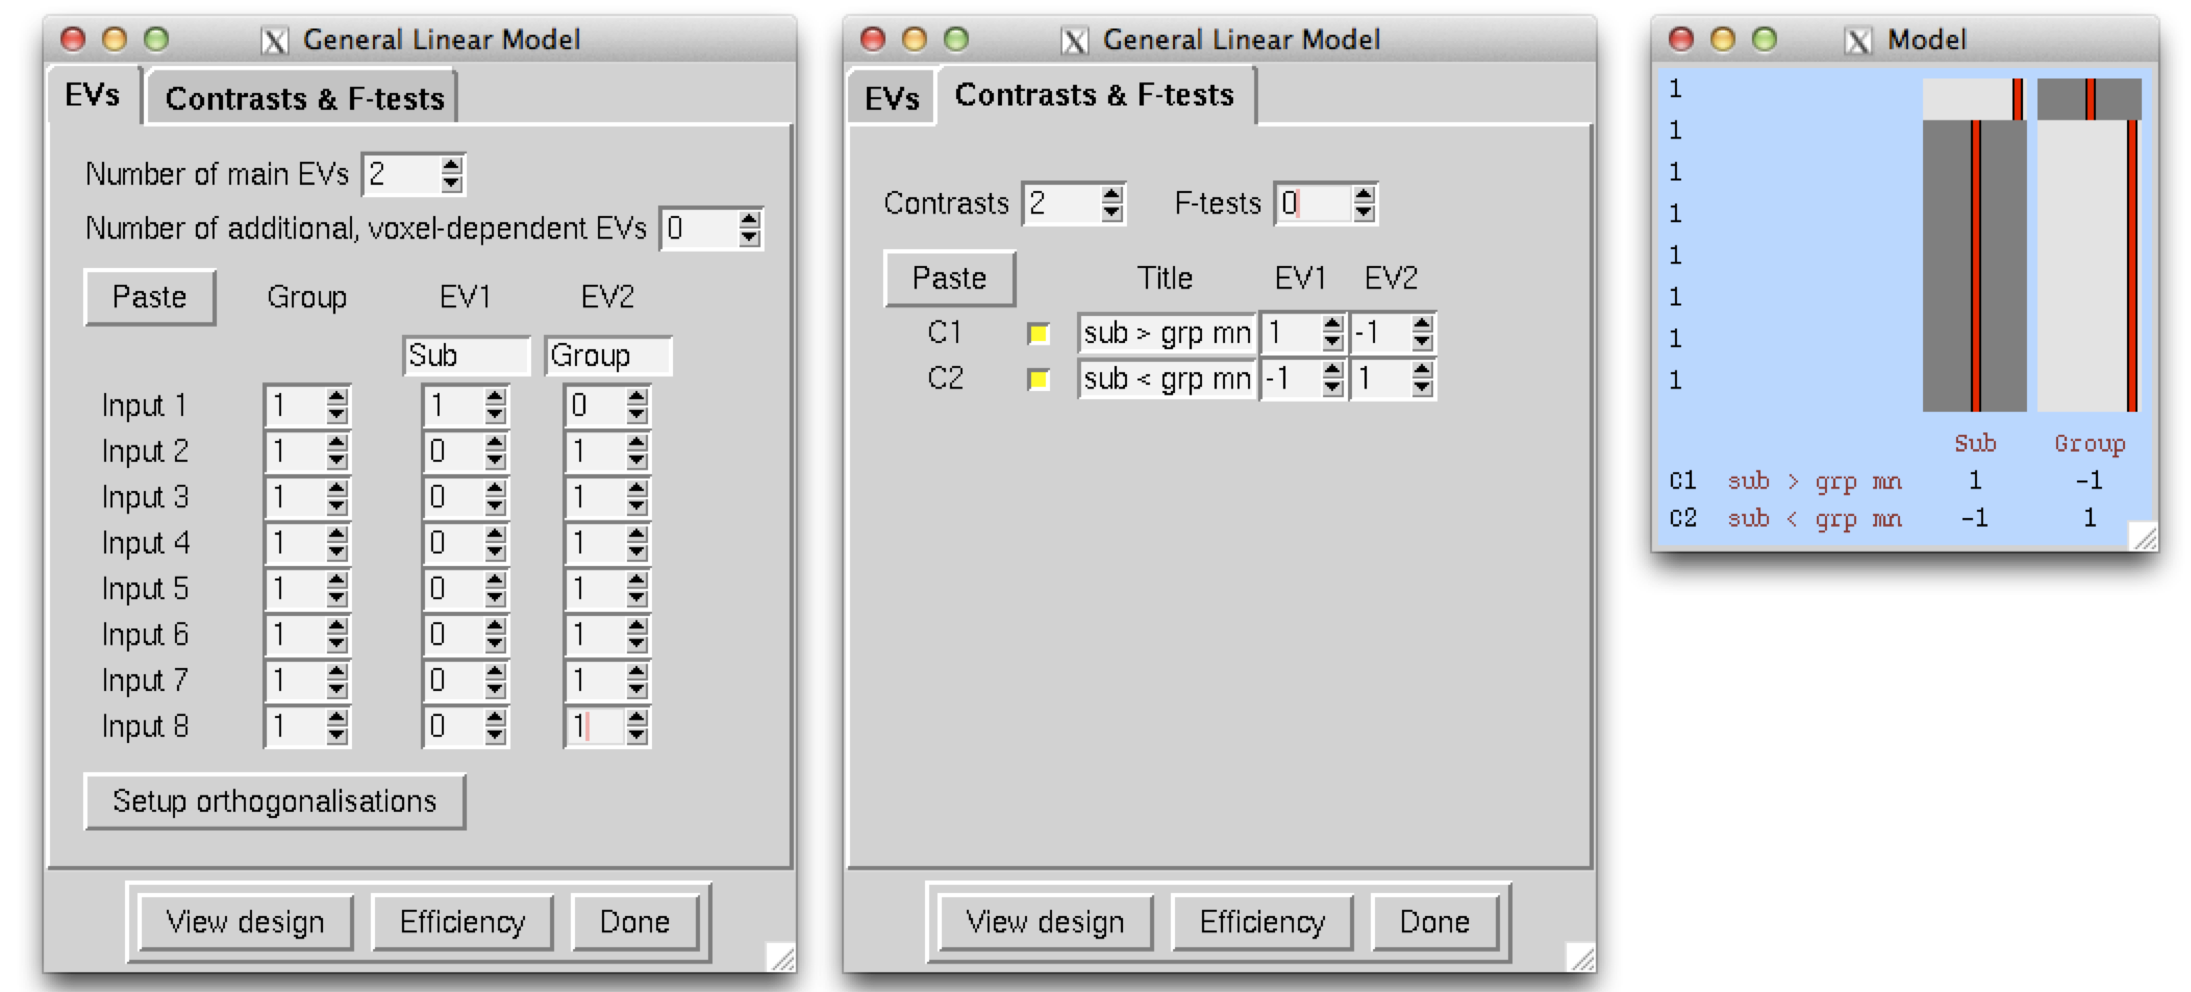 General Linear Model
EVs Contrasts & F-tests
Number of main EVs 2
Number of additional, voxel-dependent EVs 0
Paste Group EV1 EV2
Sub Group
Input 1 1 1 0
Input 2 1 0 1
Input 3 1 0 1
Input 4 1 0 1
Input 5 1 0 1
Input 6 1 0 1
Input 7 1 0 1
Input 8 1 0 1
Setup orthogonalisations
View design Efficiency Done
General Linear Model
EVs Contrasts & F-tests
Contrasts 2 F-tests 0
Paste Title EV1 EV2
C1 sub > grp mn 1 -1
C2 sub < grp mn -1 1
View design Efficiency Done
Model
1
1
1
1
1
1
1
1
Sub Group
C1 sub > grp mn 1 -1
C2 sub < grp mn -1 1